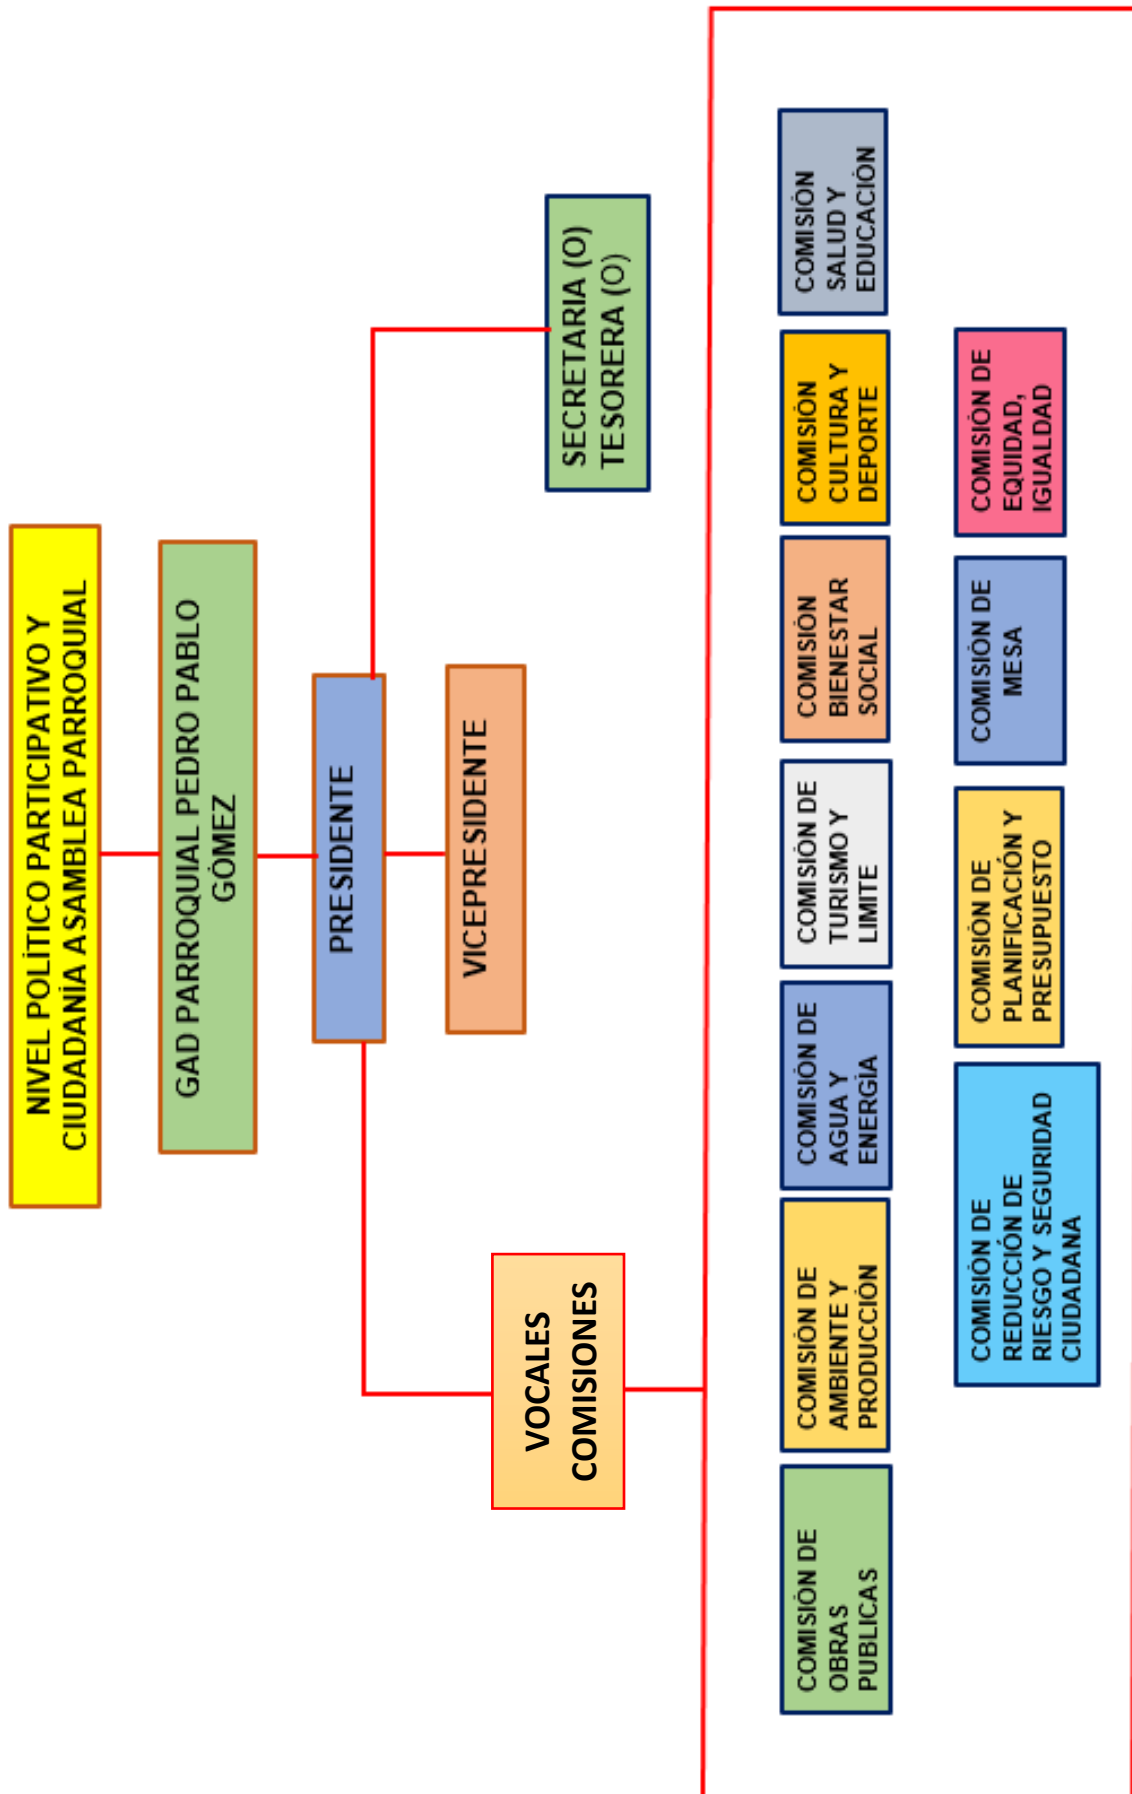 NIVEL POLÍTICO PARTICIPATIVO Y
CIUDADANÍA ASAMBLEA PARROQUIAL
GAD PARROQUIAL PEDRO PABLO
GÓMEZ
PRESIDENTE
VICEPRESIDENTE
SECRETARIA (O)
TESORERA (O)
VOCALES
COMISIONES
COMISIÓN DE
OBRAS
PUBLICAS
COMISIÓN DE
AMBIENTE Y
PRODUCCIÓN
COMISIÓN DE
AGUA Y
ENERGÍA
COMISIÓN DE
TURISMO Y
LIMITE
COMISIÓN
BIENESTAR
SOCIAL
COMISIÓN
CULTURA Y
DEPORTE
COMISIÓN
SALUD Y
EDUCACIÓN
COMISIÓN DE
REDUCCIÓN DE
RIESGO Y SEGURIDAD
CIUDADANA
COMISIÓN DE
PLANIFICACIÓN Y
PRESUPUESTO
COMISIÓN DE
MESA
COMISIÓN DE
EQUIDAD,
IGUALDAD